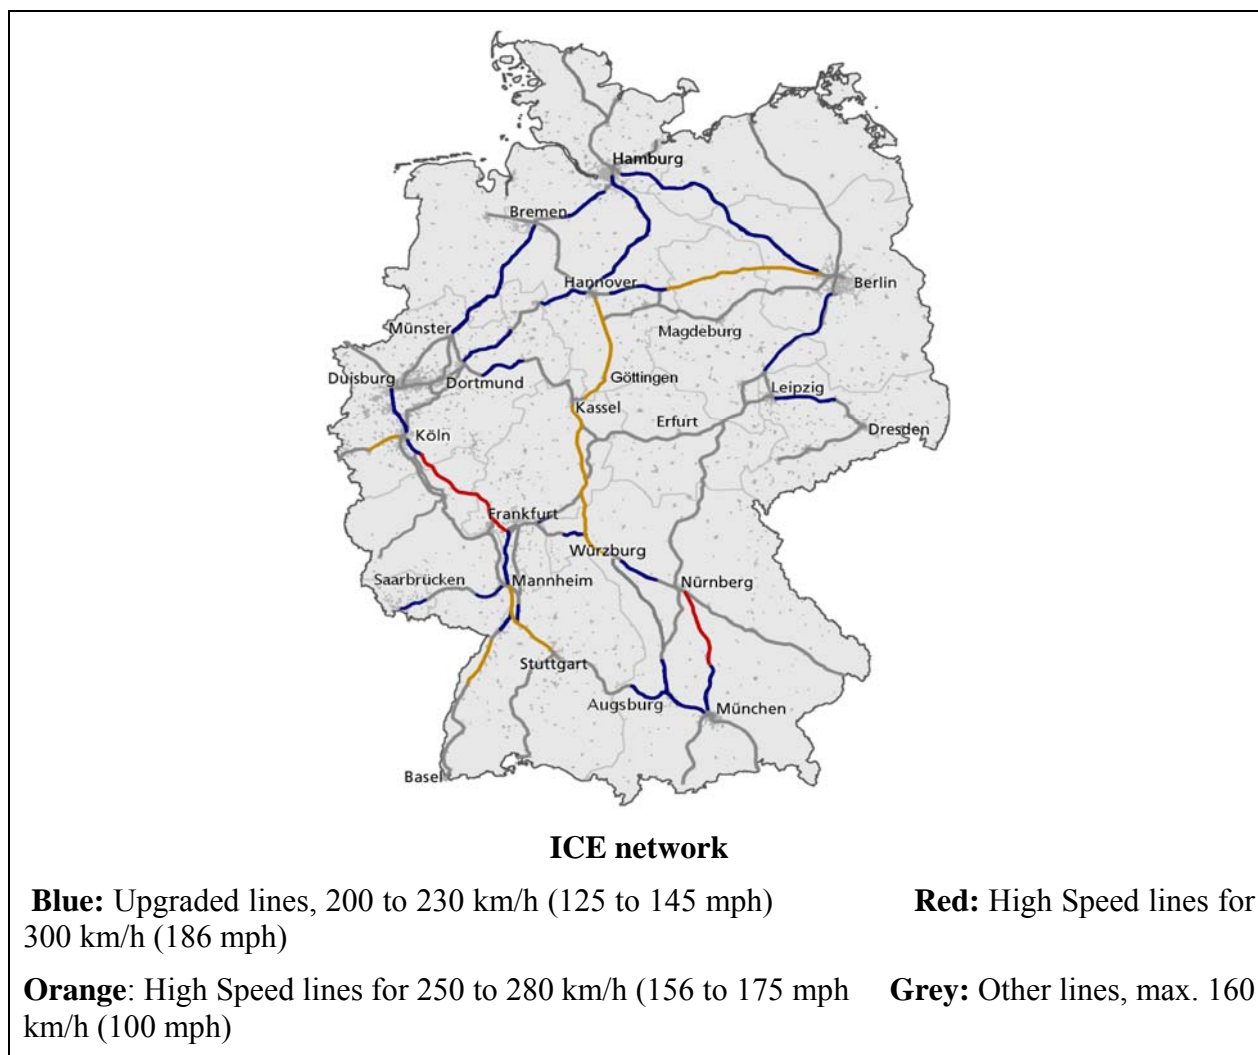 Hamburg
Bremen
Hannover
Berlin
Münster
Magdeburg
Duisburg
Dortmund
Göttingen
Leipzig
Kassel
Köln
Erfurt
Dresden
Frankfurt
Würzburg
Saarbrücken
Mannheim
Nürnberg
Stuttgart
Augsburg
München
Basel
ICE network
Blue: Upgraded lines, 200 to 230 km/h (125 to 145 mph) Red: High Speed lines for
300 km/h (186 mph)
Orange: High Speed lines for 250 to 280 km/h (156 to 175 mph Grey: Other lines, max. 160
km/h (100 mph)